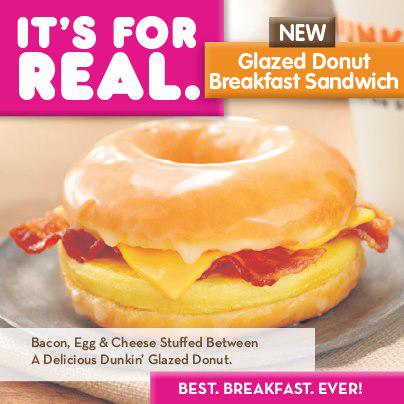 IT'S FOR
REAL.
NEW
Glazed Donut
Breakfast Sandwich
Bacon, Egg & Cheese Stuffed Between
A Delicious Dunkin' Glazed Donut.
BEST. BREAKFAST. EVER!